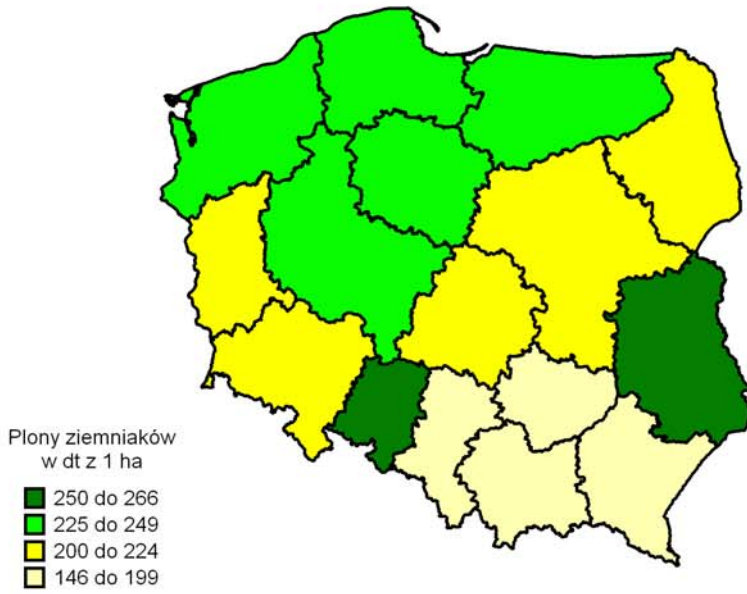 Plony ziemniaków
w dt z 1 ha
250 do 266
225 do 249
200 do 224
146 do 199